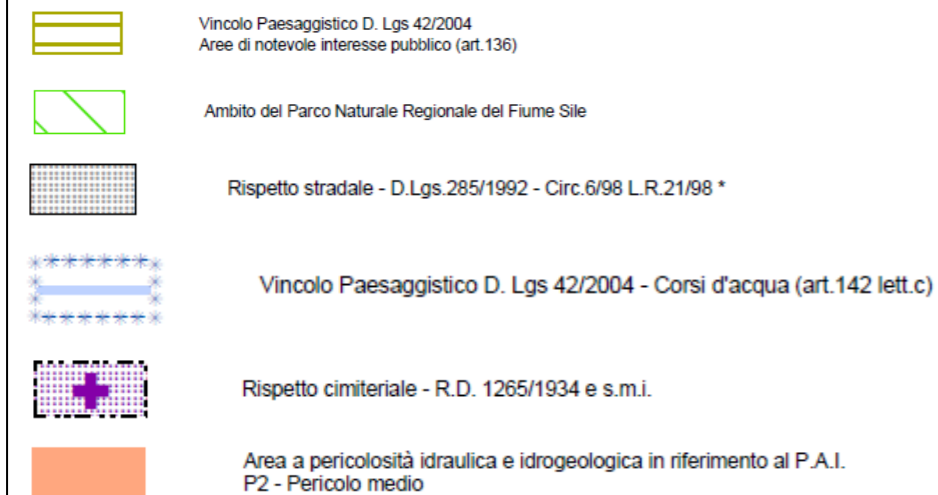 Vincolo Paesaggistico D. Lgs 42/2004
Aree di notevole interesse pubblico (art.136)
Ambito del Parco Naturale Regionale del Fiume Sile
Rispetto stradale - D.Lgs.285/1992 - Circ.6/98 L.R.21/98 *
Vincolo Paesaggistico D. Lgs 42/2004 - Corsi d'acqua (art.142 lett.c)
Rispetto cimiteriale - R.D. 1265/1934 e s.m.i.
Area a pericolosità idraulica e idrogeologica in riferimento al P.A.I.
P2 - Pericolo medio